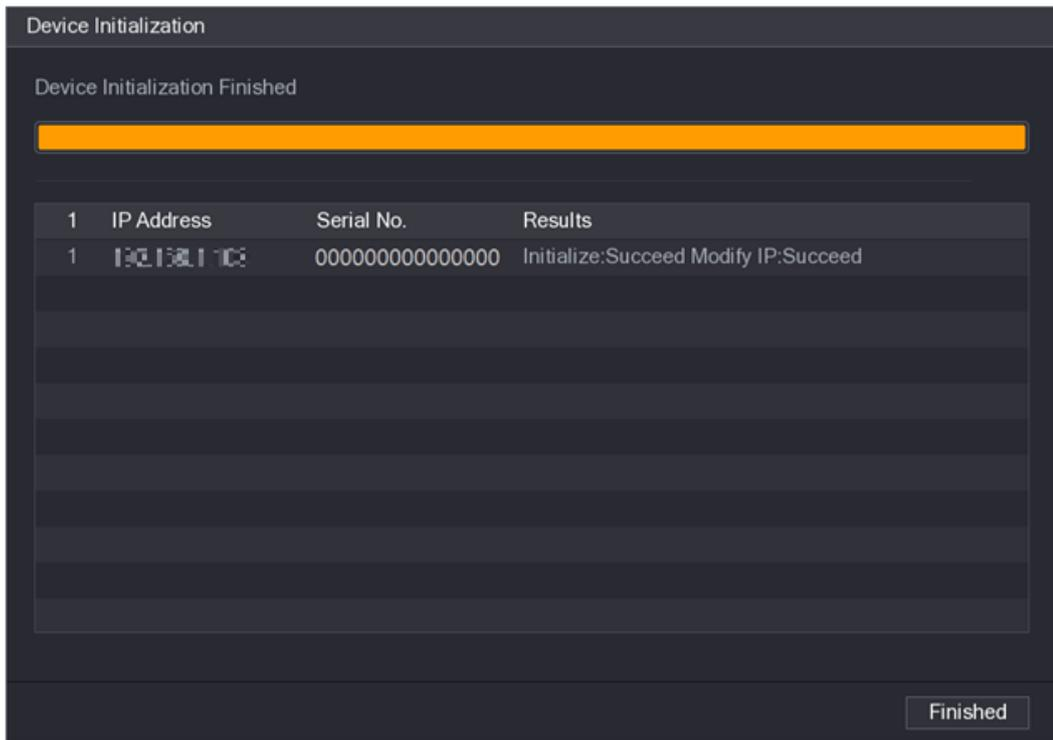 Device Initialization
Device Initialization Finished
1 IP Address Serial No. Results
1 000000000000000 Initialize:Succeed Modify IP:Succeed
Finished